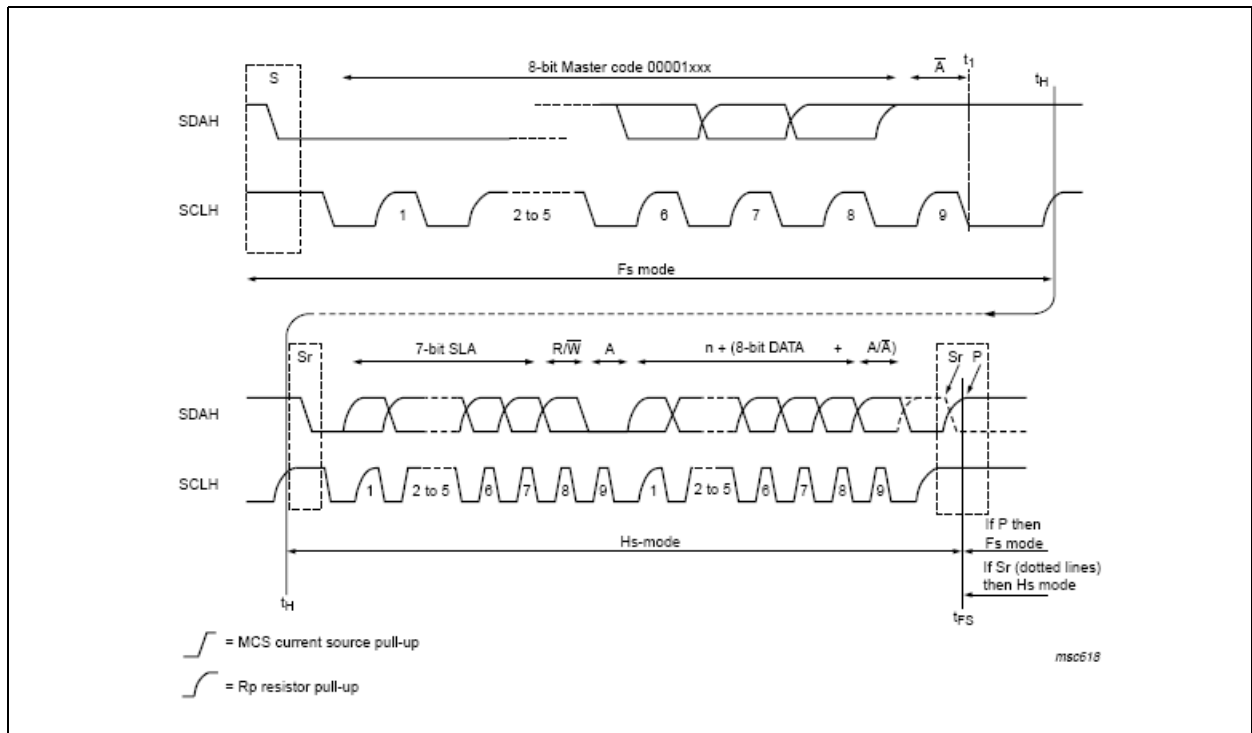 S
8-bit Master code 00001xxx
A̅
t1
tH
SDAH
SCLH
1
2 to 5
6
7
8
9
Fs mode
Sr
7-bit SLA
R/W̅
A
n + (8-bit DATA
+
A/A̅)
Sr P
SDAH
SCLH
1
2 to 5
6
7
8
9
1
2 to 5
6
7
8
9
If P then
Fs mode
Hs-mode
If Sr (dotted lines)
then Hs mode
tH
tFS
= MCS current source pull-up
msc618
= Rp resistor pull-up